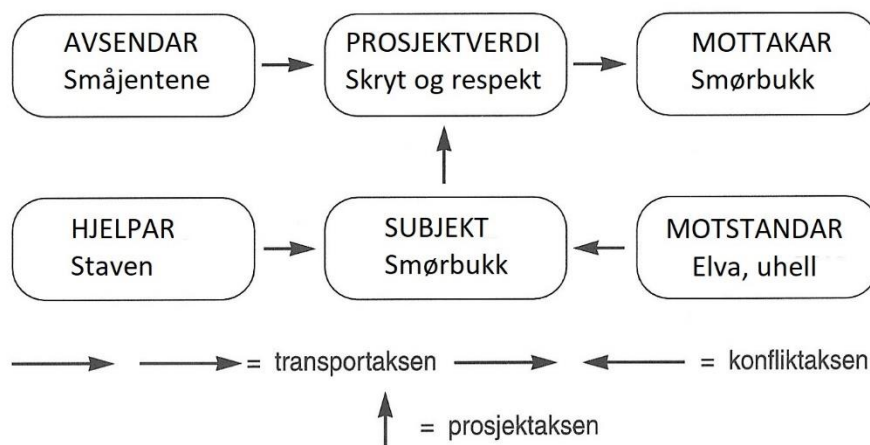 AVSENDAR
Småjentene
PROSJEKTVERDI
Skryt og respekt
MOTTAKAR
Smørbukk
HJELPAR
Staven
SUBJEKT
Smørbukk
MOTSTANDAR
Elva, uhell
= transportaksen
= konfliktaksen
= prosjektaksen